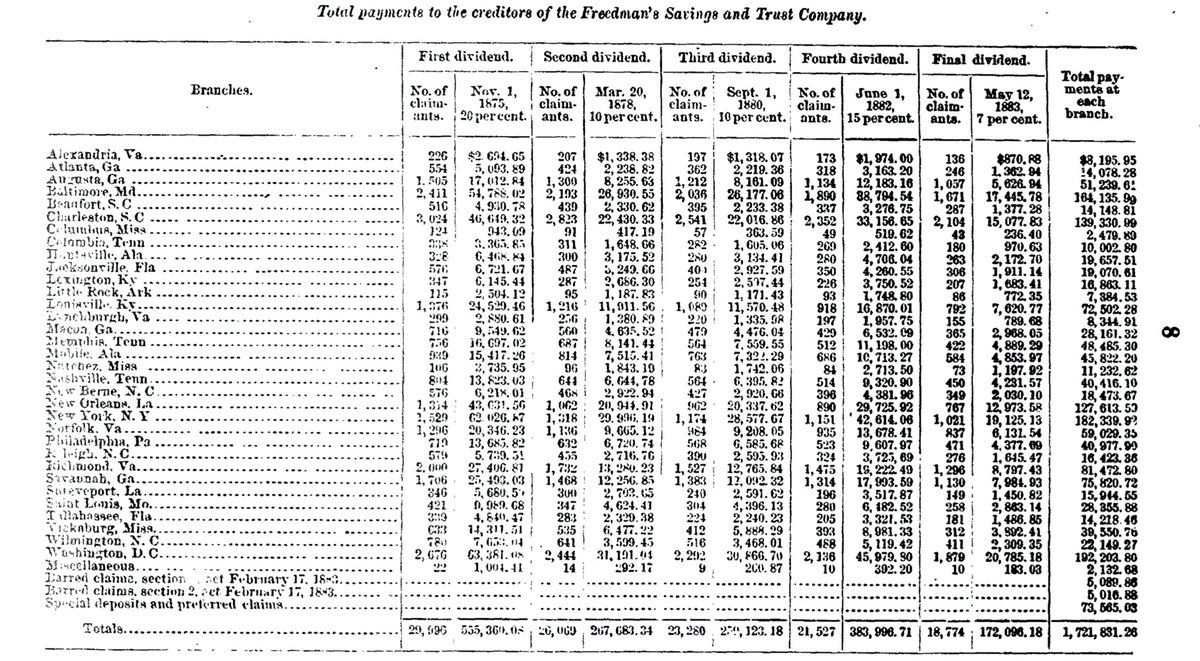 Total payments to the creditors of the Freedman's Savings and Trust Company.
Branches. First dividend. Second dividend. Third dividend. Fourth dividend. Final dividend. Total payments at each branch.
No. of claimants. Nov. 1, 1875, 20 per cent. No. of claimants. Mar. 20, 1878, 10 per cent. No. of claimants. Sept. 1, 1880, 10 per cent. No. of claimants. June 1, 1882, 15 per cent. No. of claimants. May 12, 1883, 7 per cent.
Alexandria, Va 226 $2,694.65 207 $1,338.38 197 $1,318.07 173 $1,974.00 136 $870.88 $8,195.95
Atlanta, Ga 554 5,093.89 424 2,238.82 362 2,219.36 318 3,163.20 246 1,362.94 14,078.28
Augusta, Ga 1,505 17,012.84 1,300 8,255.63 1,212 8,161.09 1,134 12,183.16 1,057 5,626.94 51,239.6
Baltimore, Md 2,411 54,788.02 2,193 26,930.55 2,036 26,177.06 1,890 38,794.54 1,671 17,445.78 164,135.99
Beaufort, S. C 516 4,930.78 439 2,330.62 395 2,233.38 337 3,276.75 287 1,377.28 14,148.81
Charleston, S. C 3,024 46,649.32 2,823 22,430.33 2,541 22,016.86 2,352 33,156.65 2,104 15,077.83 139,330.99
Columbus, Miss 124 943.09 91 417.19 57 363.59 49 519.62 43 236.40 2,479.89
Columbia, Tenn 338 3,365.85 311 1,648.66 282 1,605.06 269 2,412.60 180 970.63 10,002.80
Huntsville, Ala 328 6,468.84 300 3,175.52 280 3,134.41 280 4,706.04 263 2,172.70 19,657.51
Jacksonville, Fla 576 6,721.67 487 3,249.66 2,927.59 350 4,260.55 306 1,911.14 19,070.61
Lexington, Ky 347 6,145.44 287 2,686.30 254 2,597.44 226 3,750.52 207 1,683.41 16,863.11
Little Rock, Ark 115 2,504.12 95 1,187.83 90 1,171.43 93 1,748.80 86 772.35 7,384.53
Louisville, Ky 1,376 24,529.46 1,216 11,911.56 1,089 11,570.48 918 16,870.01 792 7,620.77 72,502.28
Lynchburgh, Va 299 2,880.61 256 1,380.89 220 1,335.98 197 1,957.75 155 789.68 8,344.91
Macon, Ga 716 9,549.62 560 4,635.52 479 4,476.04 429 6,532.09 365 2,968.05 28,161.32
Memphis, Tenn 756 16,697.02 687 8,141.44 564 7,559.55 512 11,198.00 422 4,889.29 48,485.30
Mobile, Ala 939 15,417.26 814 7,515.41 763 7,322.29 686 10,713.27 584 4,853.97 45,822.20
Natchez, Miss 106 3,735.95 96 1,843.19 83 1,742.06 84 2,713.50 73 1,197.92 11,232.62
Nashville, Tenn 804 13,823.03 644 6,644.78 564 6,395.82 514 9,320.90 450 4,231.57 40,416.10
New Berne, N. C 576 6,218.01 468 2,922.94 427 2,920.66 396 4,381.96 349 2,030.10 18,473.67
New Orleans, La 1,314 43,631.56 1,062 20,944.91 962 20,337.62 890 29,725.92 767 12,973.58 127,613.59
New York, N. Y 1,529 62,026.87 1,318 29,996.19 1,174 28,577.67 1,151 42,614.06 1,021 19,125.13 182,339.92
Norfolk, Va 1,296 20,346.23 1,136 9,665.12 984 9,208.05 935 13,678.41 837 6,131.54 59,029.35
Philadelphia, Pa 719 13,685.82 632 6,720.74 568 6,585.68 523 9,607.97 471 4,377.69 40,977.90
Raleigh, N. C 579 5,739.51 455 2,716.76 390 2,595.93 324 3,725.69 276 1,645.47 16,423.36
Richmond, Va 2,000 27,406.81 1,732 13,280.23 1,527 12,765.84 1,475 19,222.49 1,296 8,797.43 81,472.80
Savannah, Ga 1,706 25,493.03 1,468 12,256.85 1,383 12,092.32 1,314 17,993.59 1,130 7,984.93 75,820.72
Shreveport, La 346 5,680.5 300 2,703.65 240 2,591.62 196 3,517.87 149 1,450.82 15,944.55
Saint Louis, Mo 421 9,989.68 347 4,624.41 304 4,396.13 280 6,482.52 258 2,863.14 28,355.88
Tallahassee, Fla 339 4,840.47 283 2,329.38 224 2,240.23 205 3,321.53 181 1,486.85 14,218.46
Vicksburg, Miss 633 14,311.51 535 6,477.22 412 5,888.29 393 8,981.33 312 3,892.41 39,550.76
Wilmington, N. C 780 7,653.04 641 3,599.45 516 3,468.01 488 5,119.42 411 2,309.35 22,149.27
Washington, D. C 2,676 63,381.08 2,444 31,191.04 2,292 30,866.70 2,136 45,979.80 1,879 20,785.18 192,203.80
Miscellaneous 22 1,004.41 14 292.17 9 260.87 10 392.20 10 183.03 2,132.68
Barred claims, section act February 17, 1883 5,089.86
Barred claims, section 2, act February 17, 1883 5,016.88
Special deposits and preferred claims 73,565.03
Totals 29,996 555,360.08 26,069 267,683.34 23,280 259,123.18 21,527 383,996.71 18,774 172,096.18 1,721,831.26
8